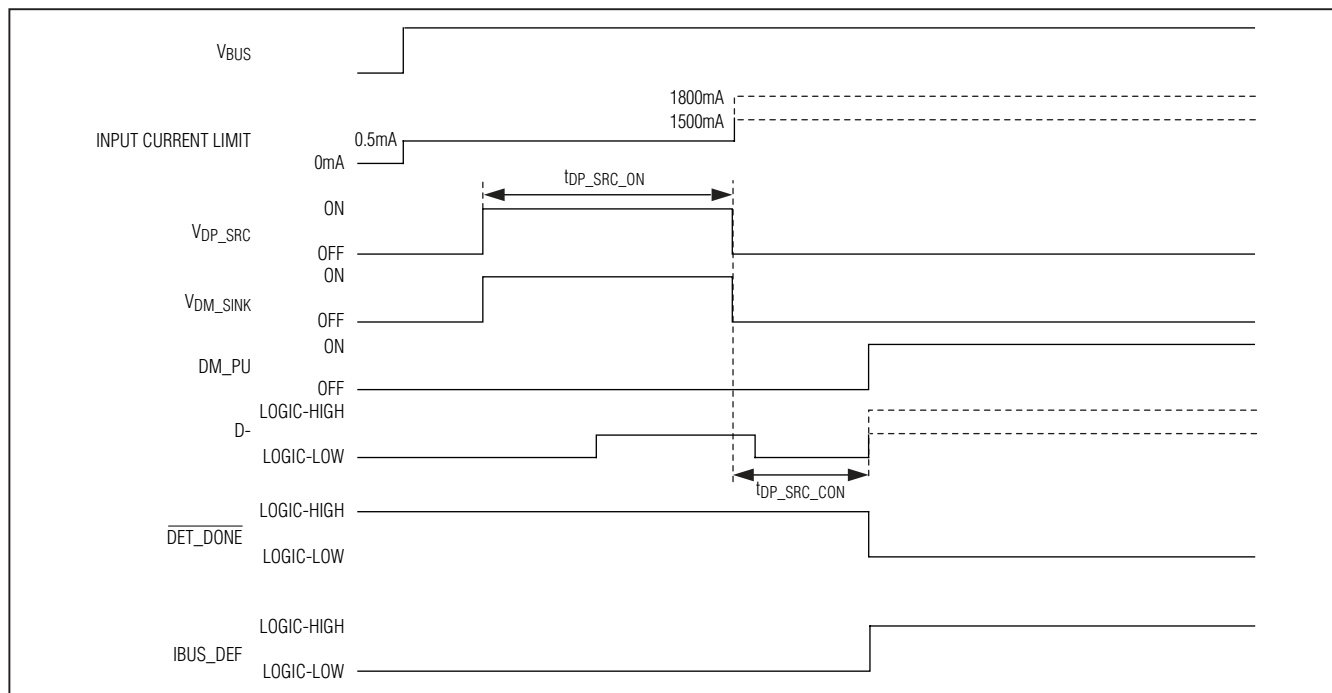 VBUS
1800mA
1500mA
INPUT CURRENT LIMIT
0.5mA
0mA
tDP_SRC_ON
ON
VDP_SRC
OFF
ON
VDM_SINK
OFF
ON
DM_PU
OFF
LOGIC-HIGH
D-
LOGIC-LOW
tDP_SRC_CON
LOGIC-HIGH
DET_DONE
LOGIC-LOW
LOGIC-HIGH
IBUS_DEF
LOGIC-LOW